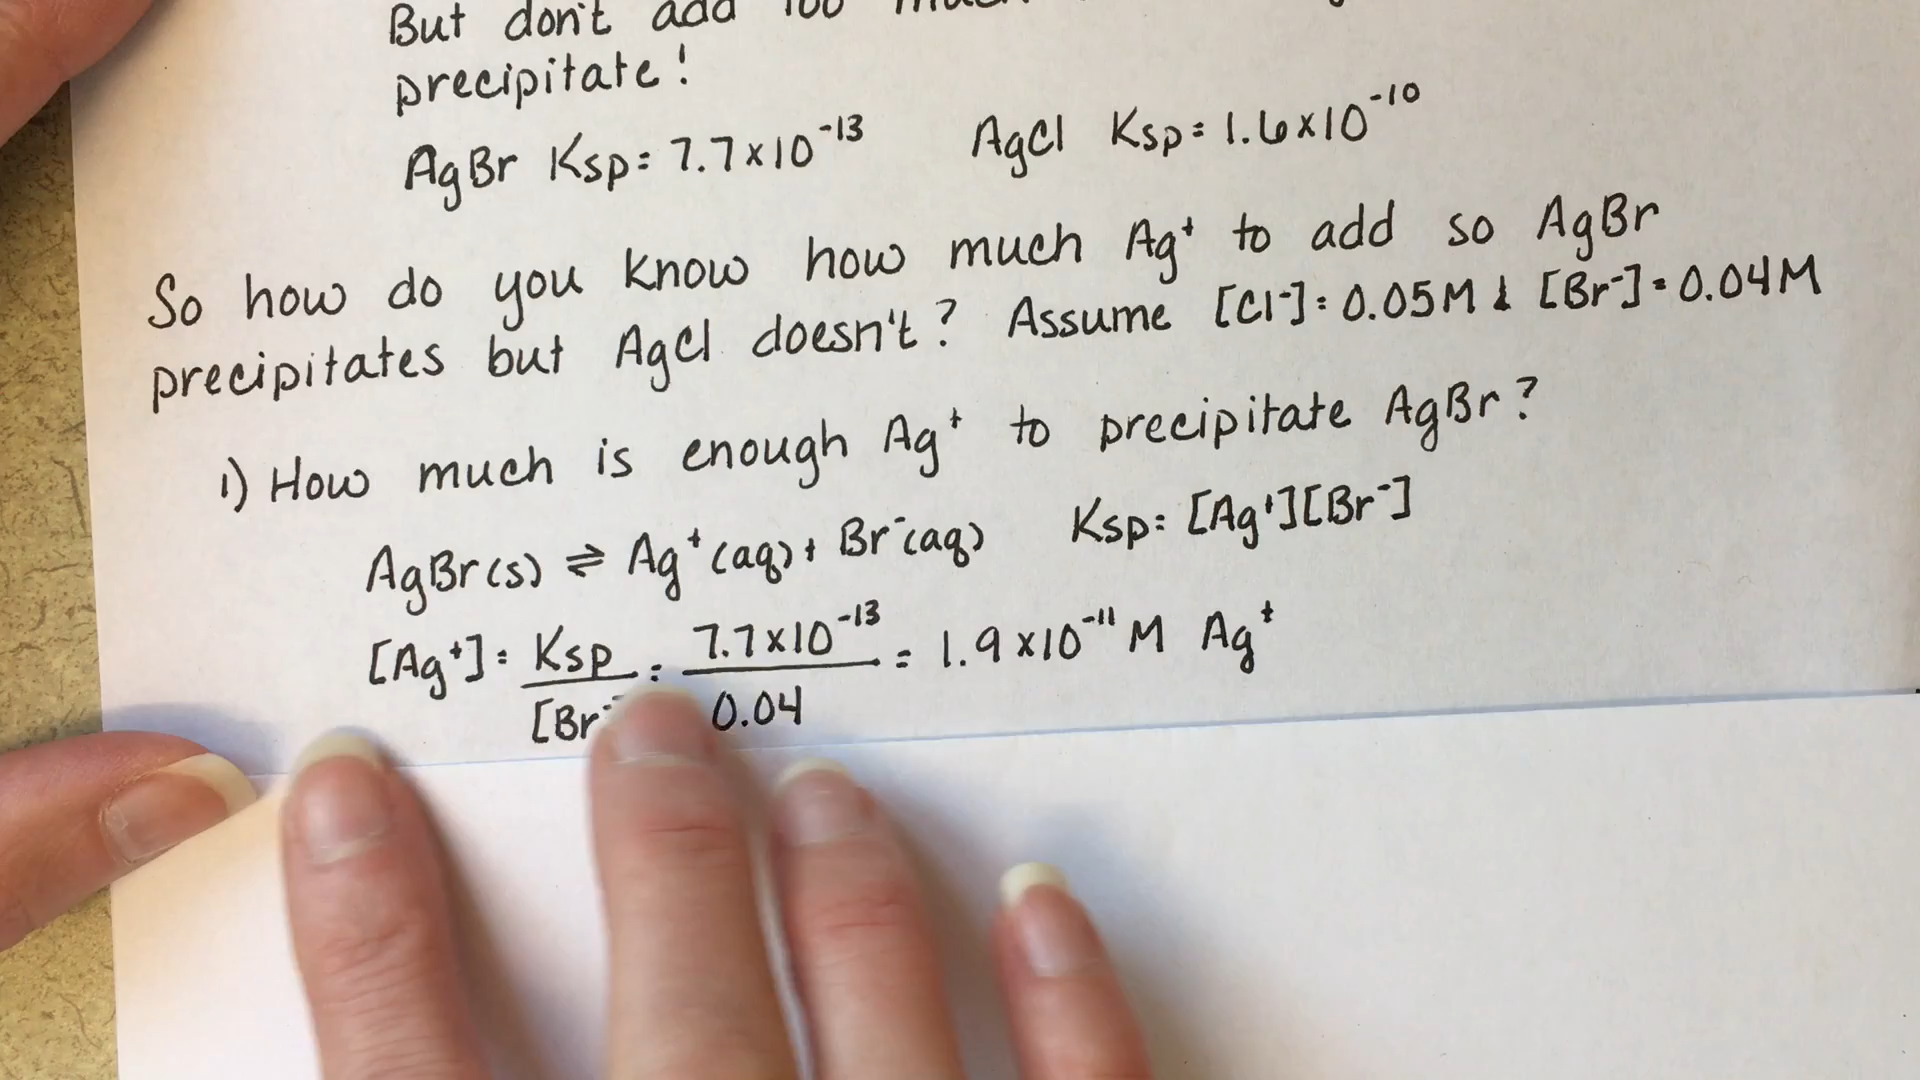 But don't add too much
precipitate!
AgBr Ksp = 7.7x10⁻¹³ AgCl Ksp = 1.6x10⁻¹⁰
So how do you know how much Ag⁺ to add so AgBr
precipitates but AgCl doesn't? Assume [Cl⁻] = 0.05M & [Br⁻] = 0.04M
1) How much is enough Ag⁺ to precipitate AgBr?
AgBr(s) ⇌ Ag⁺(aq) + Br⁻(aq) Ksp = [Ag⁺][Br⁻]
[Ag⁺] = Ksp/[Br⁻ = 7.7x10⁻¹³/0.04 = 1.9x10⁻¹¹ M Ag⁺